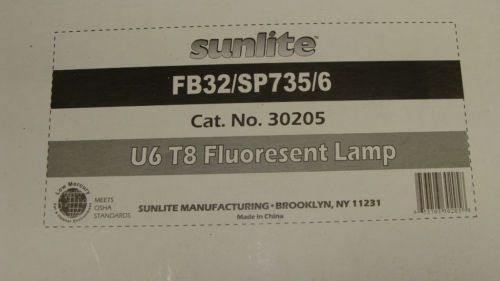 sunlite™
FB32/SP735/6
Cat. No. 30205
U6 T8 Fluoresent Lamp
Low Mercury
MEETS
OSHA
STANDARDS
SUNLITE MANUFACTURING • BROOKLYN, NY 11231
Made In China